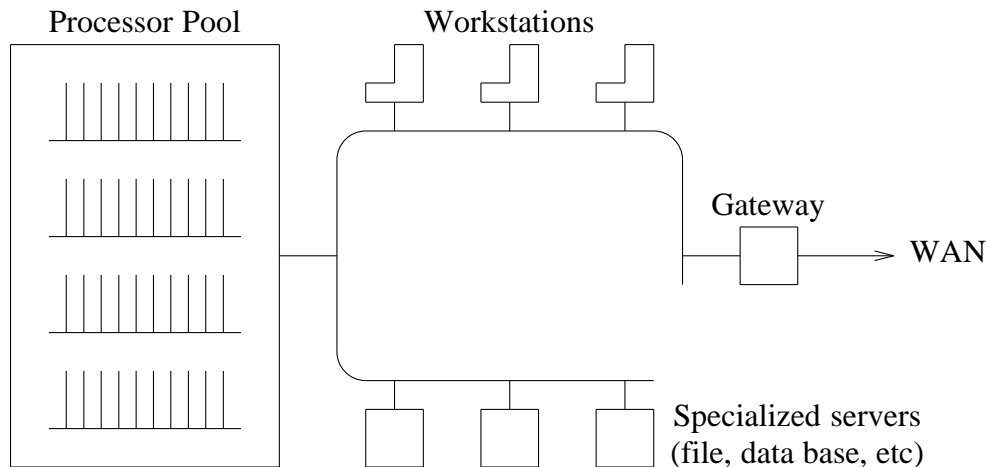 Processor Pool
Workstations
Gateway
WAN
Specialized servers
(file, data base, etc)